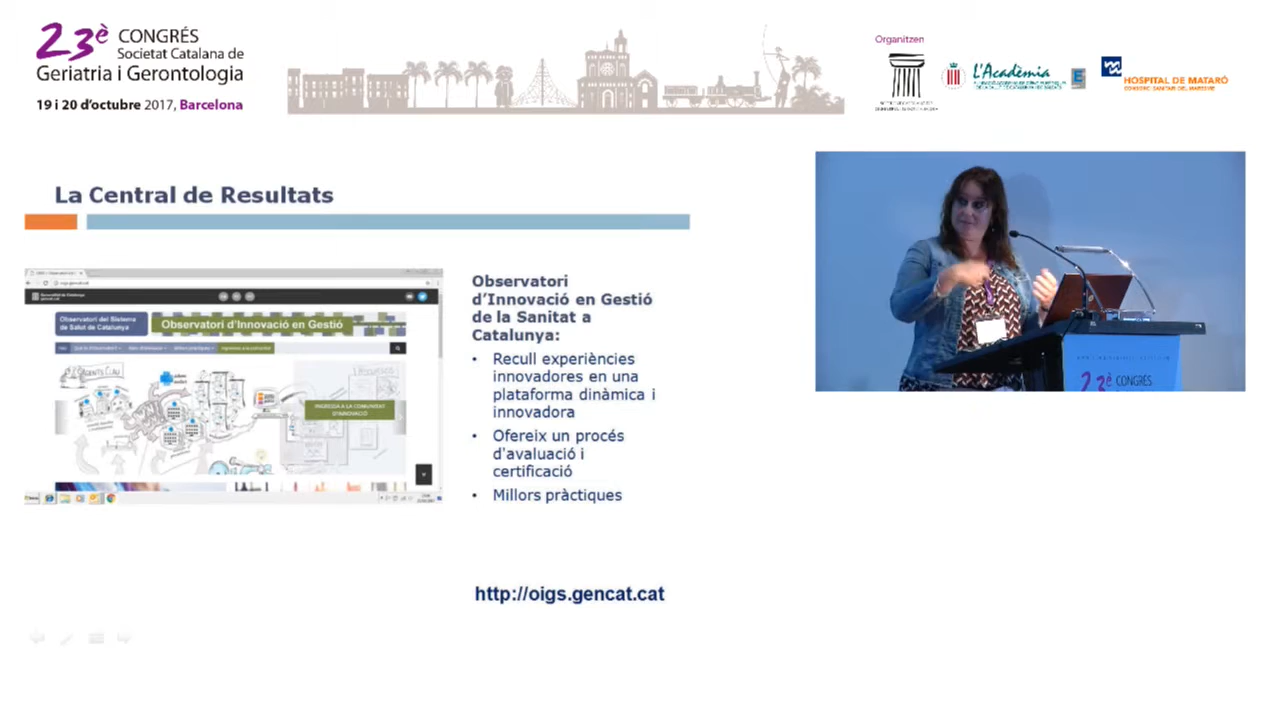 23è CONGRÉS
Societat Catalana de
Geriatria i Gerontologia
19 i 20 d'octubre 2017, Barcelona
Organitzen
L'Acadèmia
HOSPITAL DE MATARÓ
CONSORCI SANITARI DEL MARESME
La Central de Resultats
Observatori del Sistema
de Salut de Catalunya
Observatori d'Innovació en Gestió
INGRESSA A LA COMUNITAT
D'INNOVACIÓ
Observatori
d'Innovació en Gestió
de la Sanitat a
Catalunya:
• Recull experiències
innovadores en una
plataforma dinàmica i
innovadora
• Ofereix un procés
d'avaluació i
certificació
• Millors pràctiques
http://oigs.gencat.cat
23è CONGRÉS